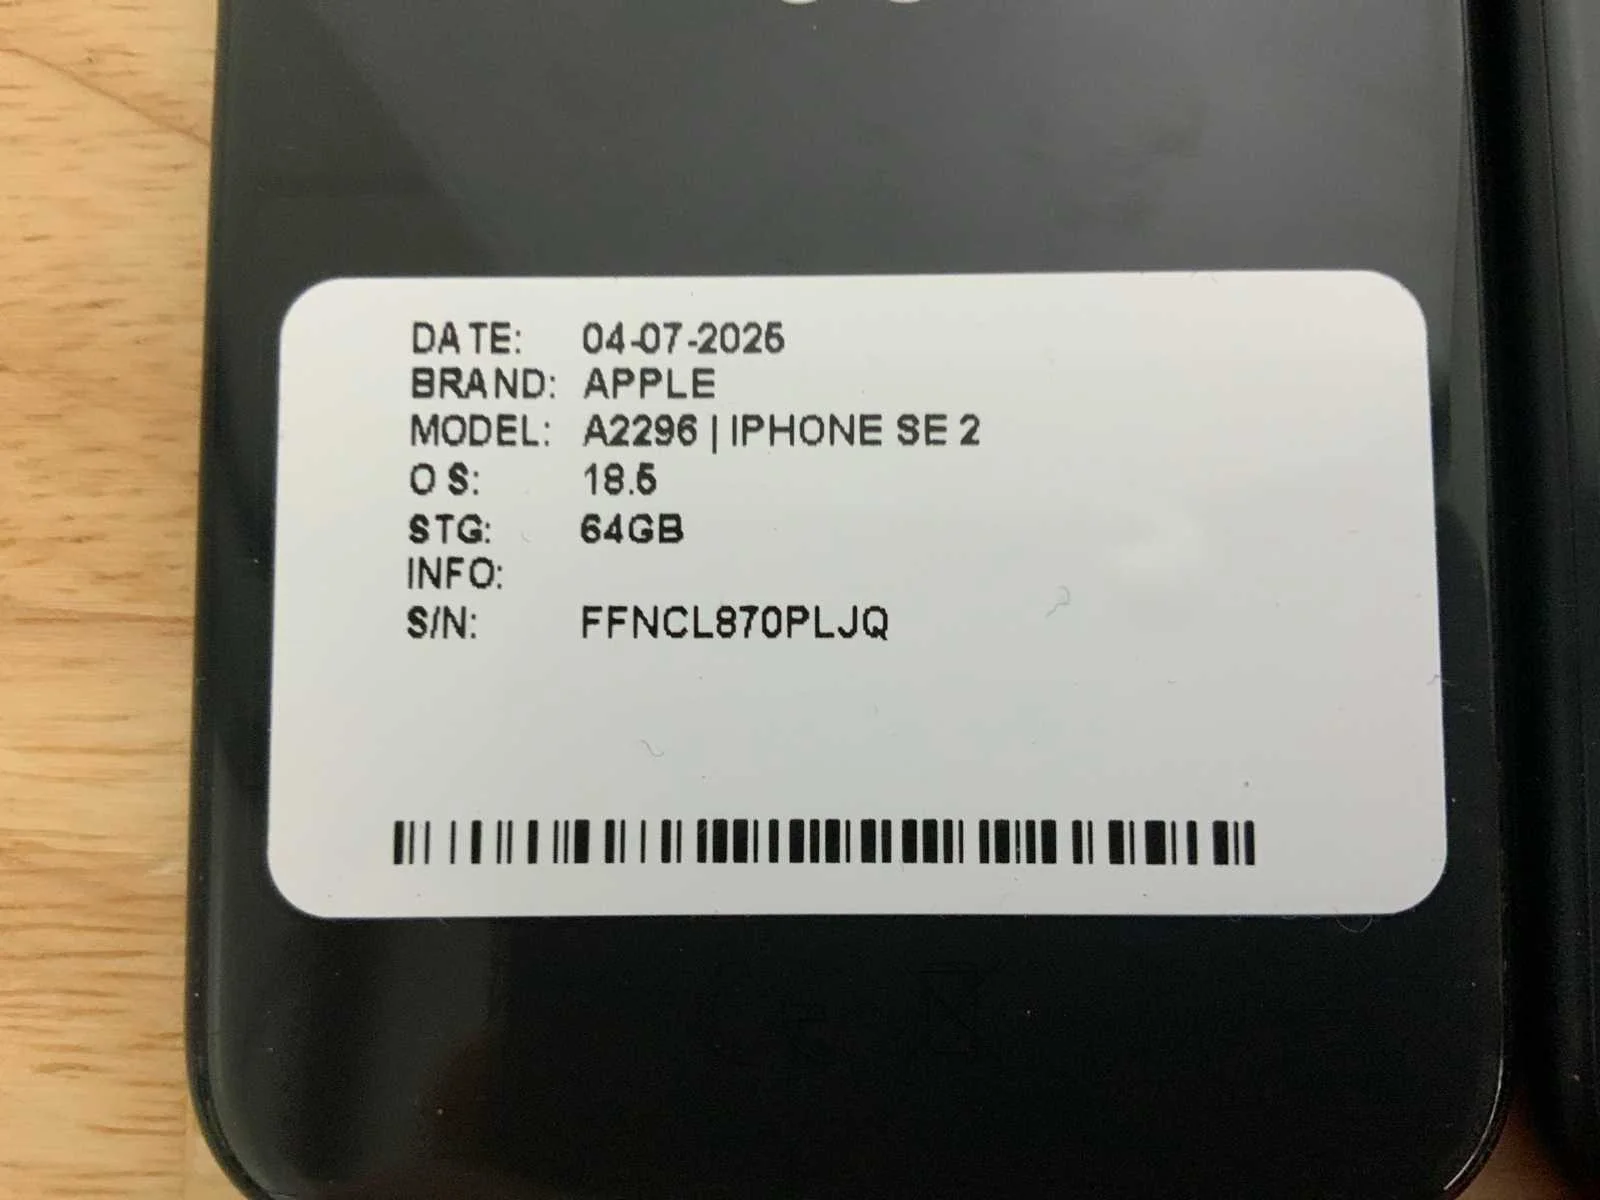 DATE: 04-07-2025
BRAND: APPLE
MODEL: A2296 | IPHONE SE 2
OS: 18.5
STG: 64GB
INFO:
S/N: FFNCL870PLJQ